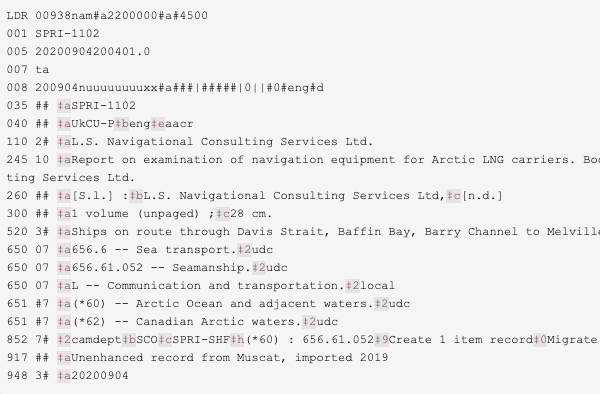 LDR 00938nam#a2200000#a#4500
001 SPRI-1102
005 20200904200401.0
007 ta
008 200904nuuuuuuuuxx#a###|#####|0||#0#eng#d
035 ## ‡aSPRI-1102
040 ## ‡aUkCU-P‡beng‡eaacr
110 2# ‡aL.S. Navigational Consulting Services Ltd.
245 10 ‡aReport on examination of navigation equipment for Arctic LNG carriers. Boo
ting Services Ltd.
260 ## ‡a[S.l.] :‡bL.S. Navigational Consulting Services Ltd,‡c[n.d.]
300 ## ‡a1 volume (unpaged) ;‡c28 cm.
520 3# ‡aShips on route through Davis Strait, Baffin Bay, Barry Channel to Melville
650 07 ‡a656.6 -- Sea transport.‡2udc
650 07 ‡a656.61.052 -- Seamanship.‡2udc
650 07 ‡aL -- Communication and transportation.‡2local
651 #7 ‡a(*60) -- Arctic Ocean and adjacent waters.‡2udc
651 #7 ‡a(*62) -- Canadian Arctic waters.‡2udc
852 7# ‡2camdept‡bSCO‡cSPRI-SHF‡h(*60) : 656.61.052‡9Create 1 item record‡0Migrate
917 ## ‡aUnenhanced record from Muscat, imported 2019
948 3# ‡a20200904